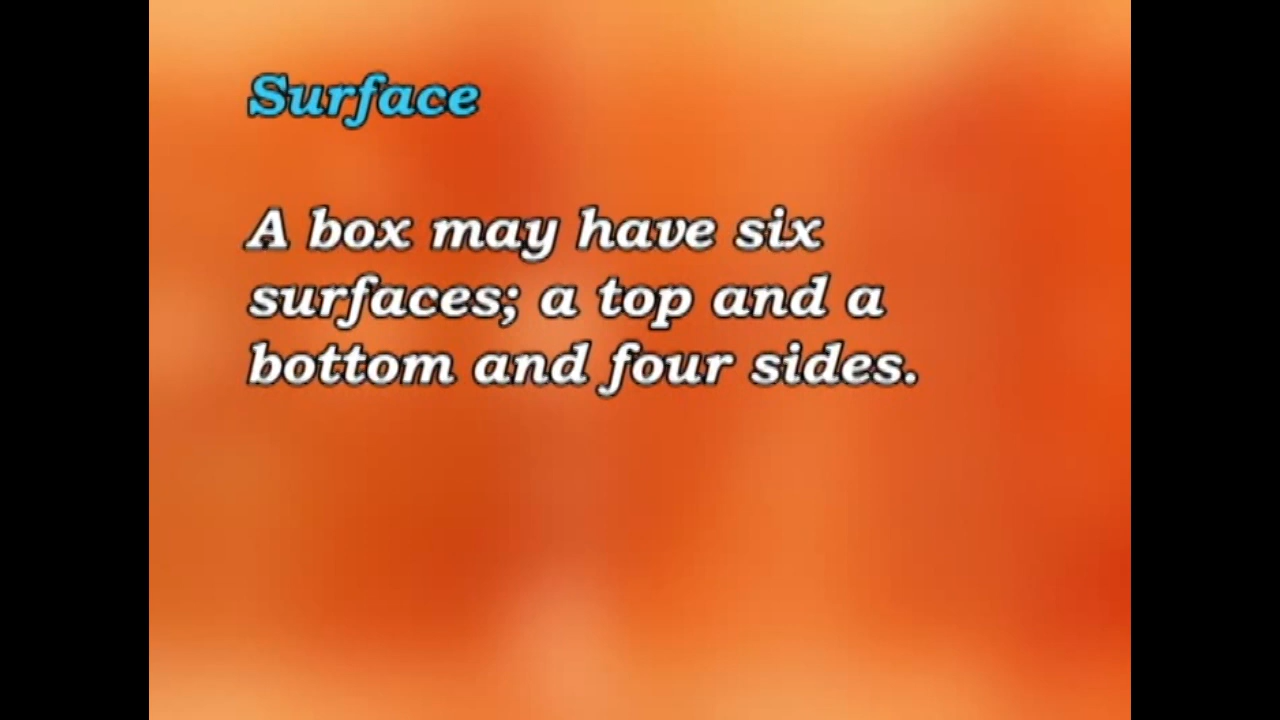 Surface
A box may have six
surfaces; a top and a
bottom and four sides.